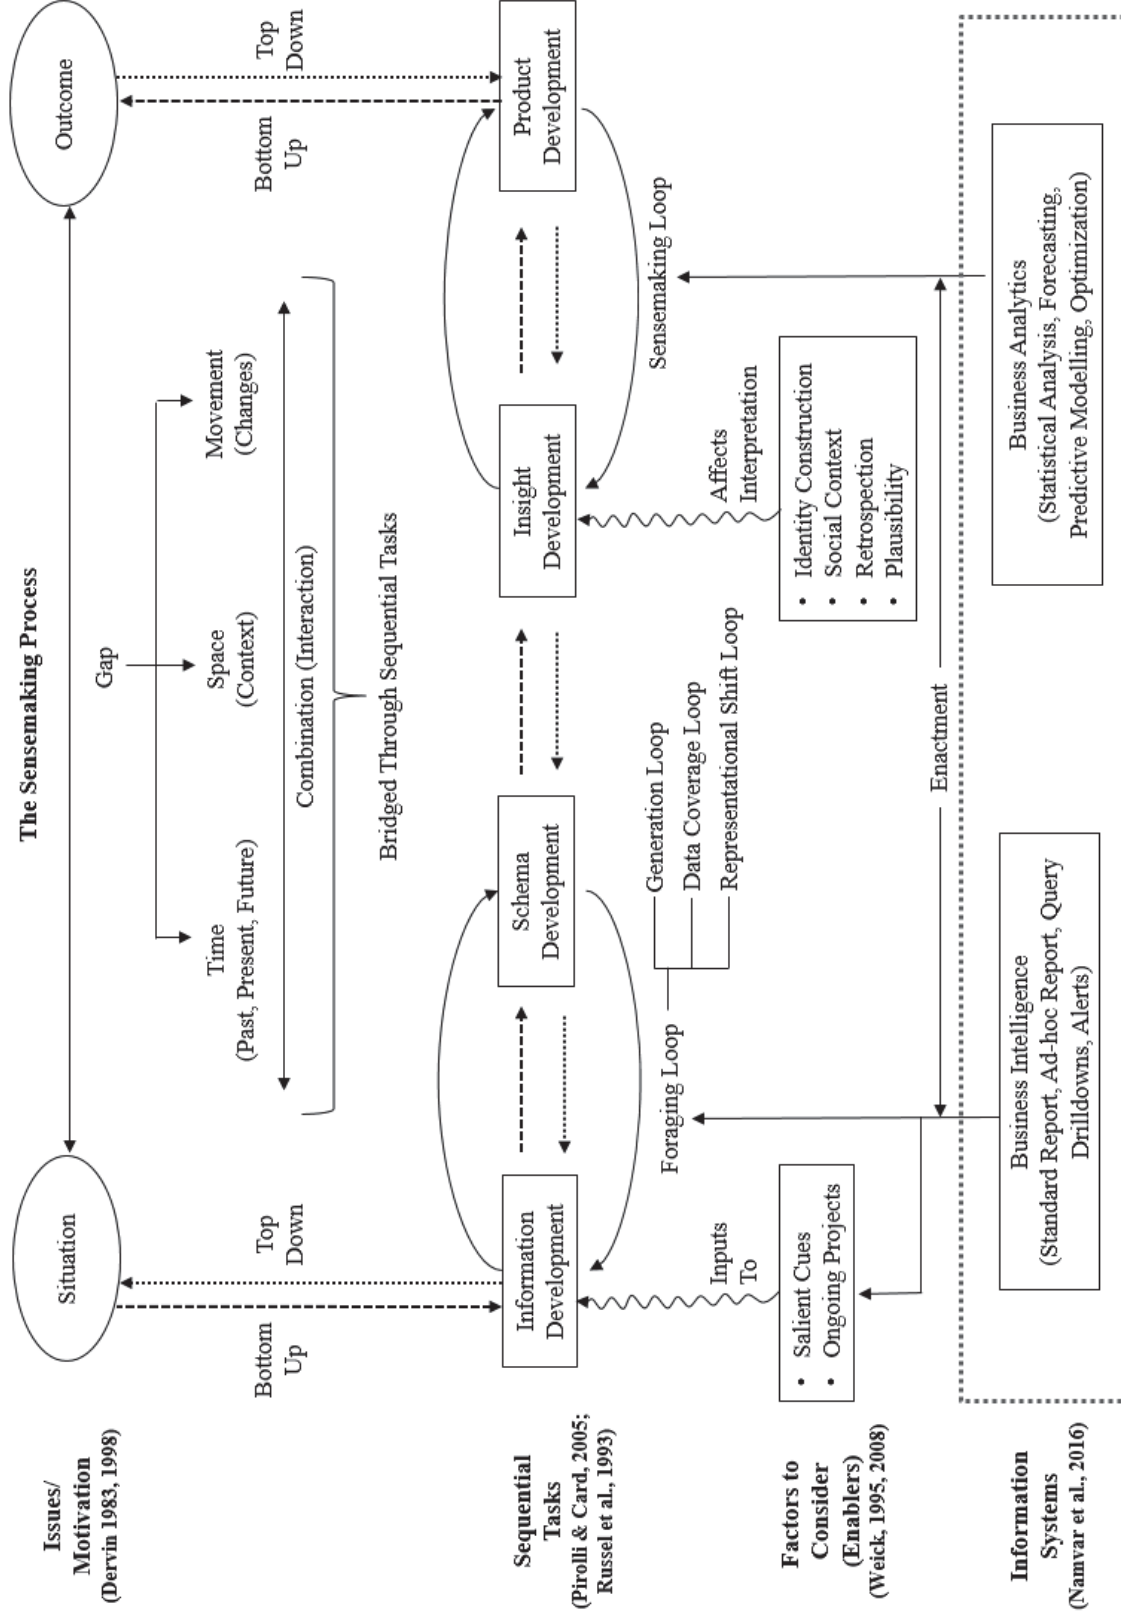 The Sensemaking Process
Issues/
Motivation
(Dervin 1983, 1998)
Situation
Outcome
Gap
Time
(Past, Present, Future)
Space
(Context)
Movement
(Changes)
Combination (Interaction)
Bridged Through Sequential Tasks
Bottom
Up
Top
Down
Bottom
Up
Top
Down
Sequential
Tasks
(Pirolli & Card, 2005;
Russel et al., 1993)
Information
Development
Schema
Development
Insight
Development
Product
Development
Foraging Loop
Generation Loop
Data Coverage Loop
Representational Shift Loop
Sensemaking Loop
Inputs
To
Affects
Interpretation
Factors to
Consider
(Enablers)
(Weick, 1995, 2008)
• Salient Cues
• Ongoing Projects
• Identity Construction
• Social Context
• Retrospection
• Plausibility
Enactment
Information
Systems
(Namvar et al., 2016)
Business Intelligence
(Standard Report, Ad-hoc Report, Query
Drilldowns, Alerts)
Business Analytics
(Statistical Analysis, Forecasting,
Predictive Modelling, Optimization)